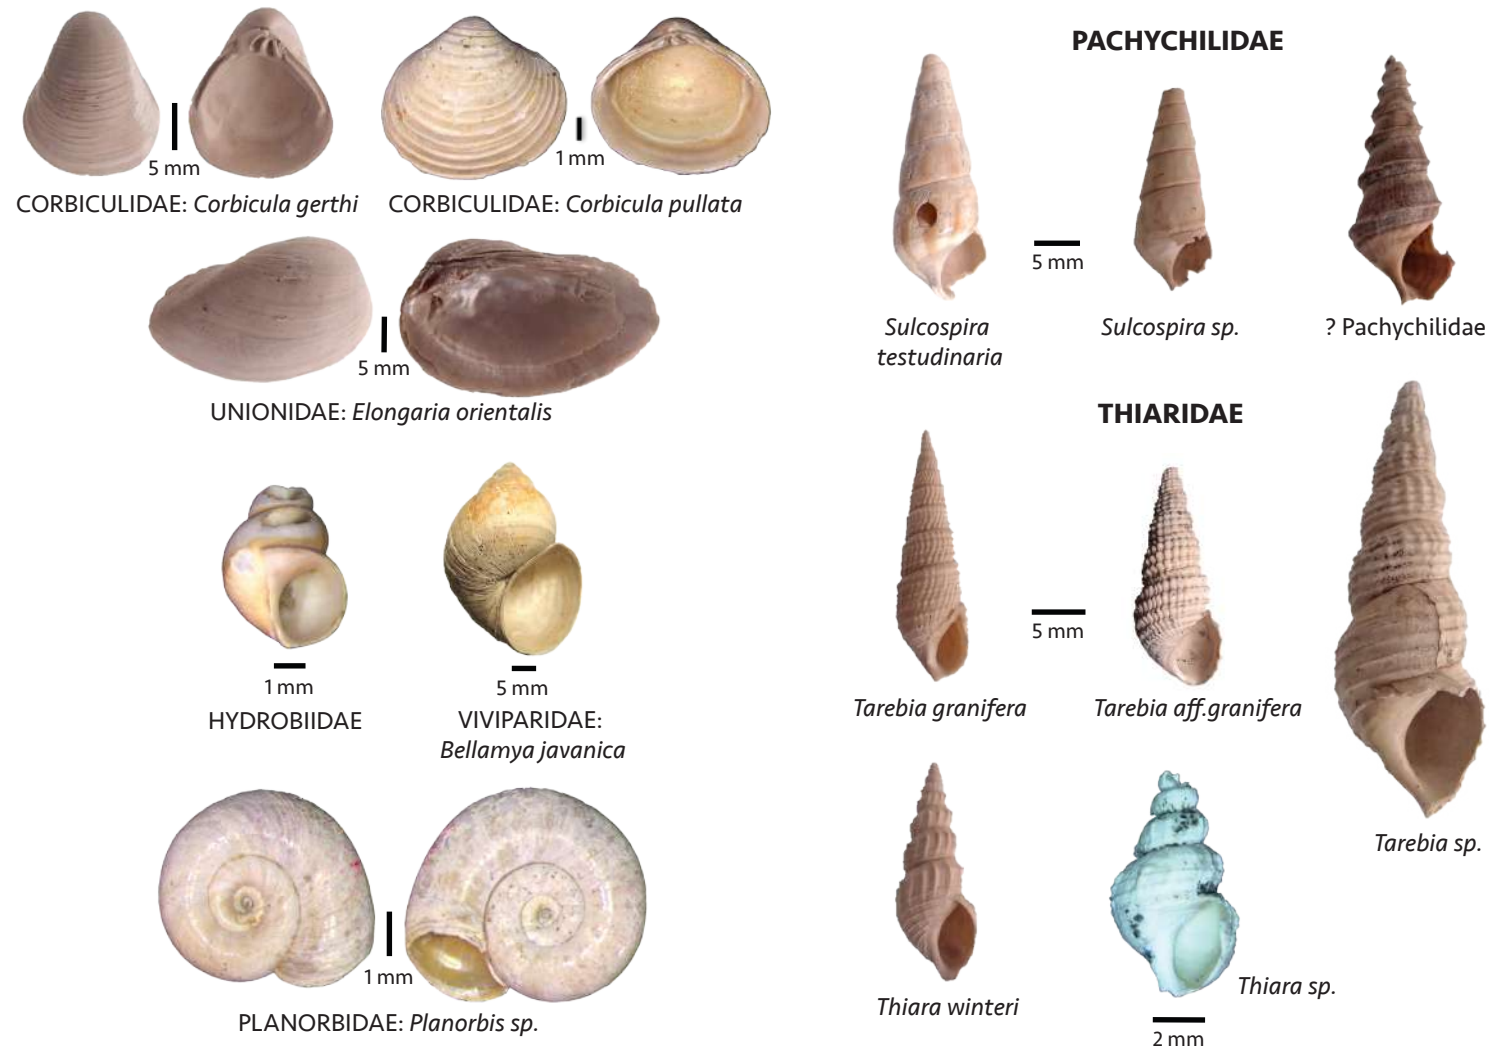 5 mm
CORBICULIDAE: Corbicula gerthi
1 mm
CORBICULIDAE: Corbicula pullata
5 mm
UNIONIDAE: Elongaria orientalis
1 mm
HYDROBIIDAE
5 mm
VIVIPARIDAE:
Bellamya javanica
1 mm
PLANORBIDAE: Planorbis sp.
PACHYCHILIDAE
5 mm
Sulcospira
testudinaria
Sulcospira sp.
? Pachychilidae
THIARIDAE
5 mm
Tarebia granifera
Tarebia aff.granifera
Tarebia sp.
Thiara winteri
Thiara sp.
2 mm